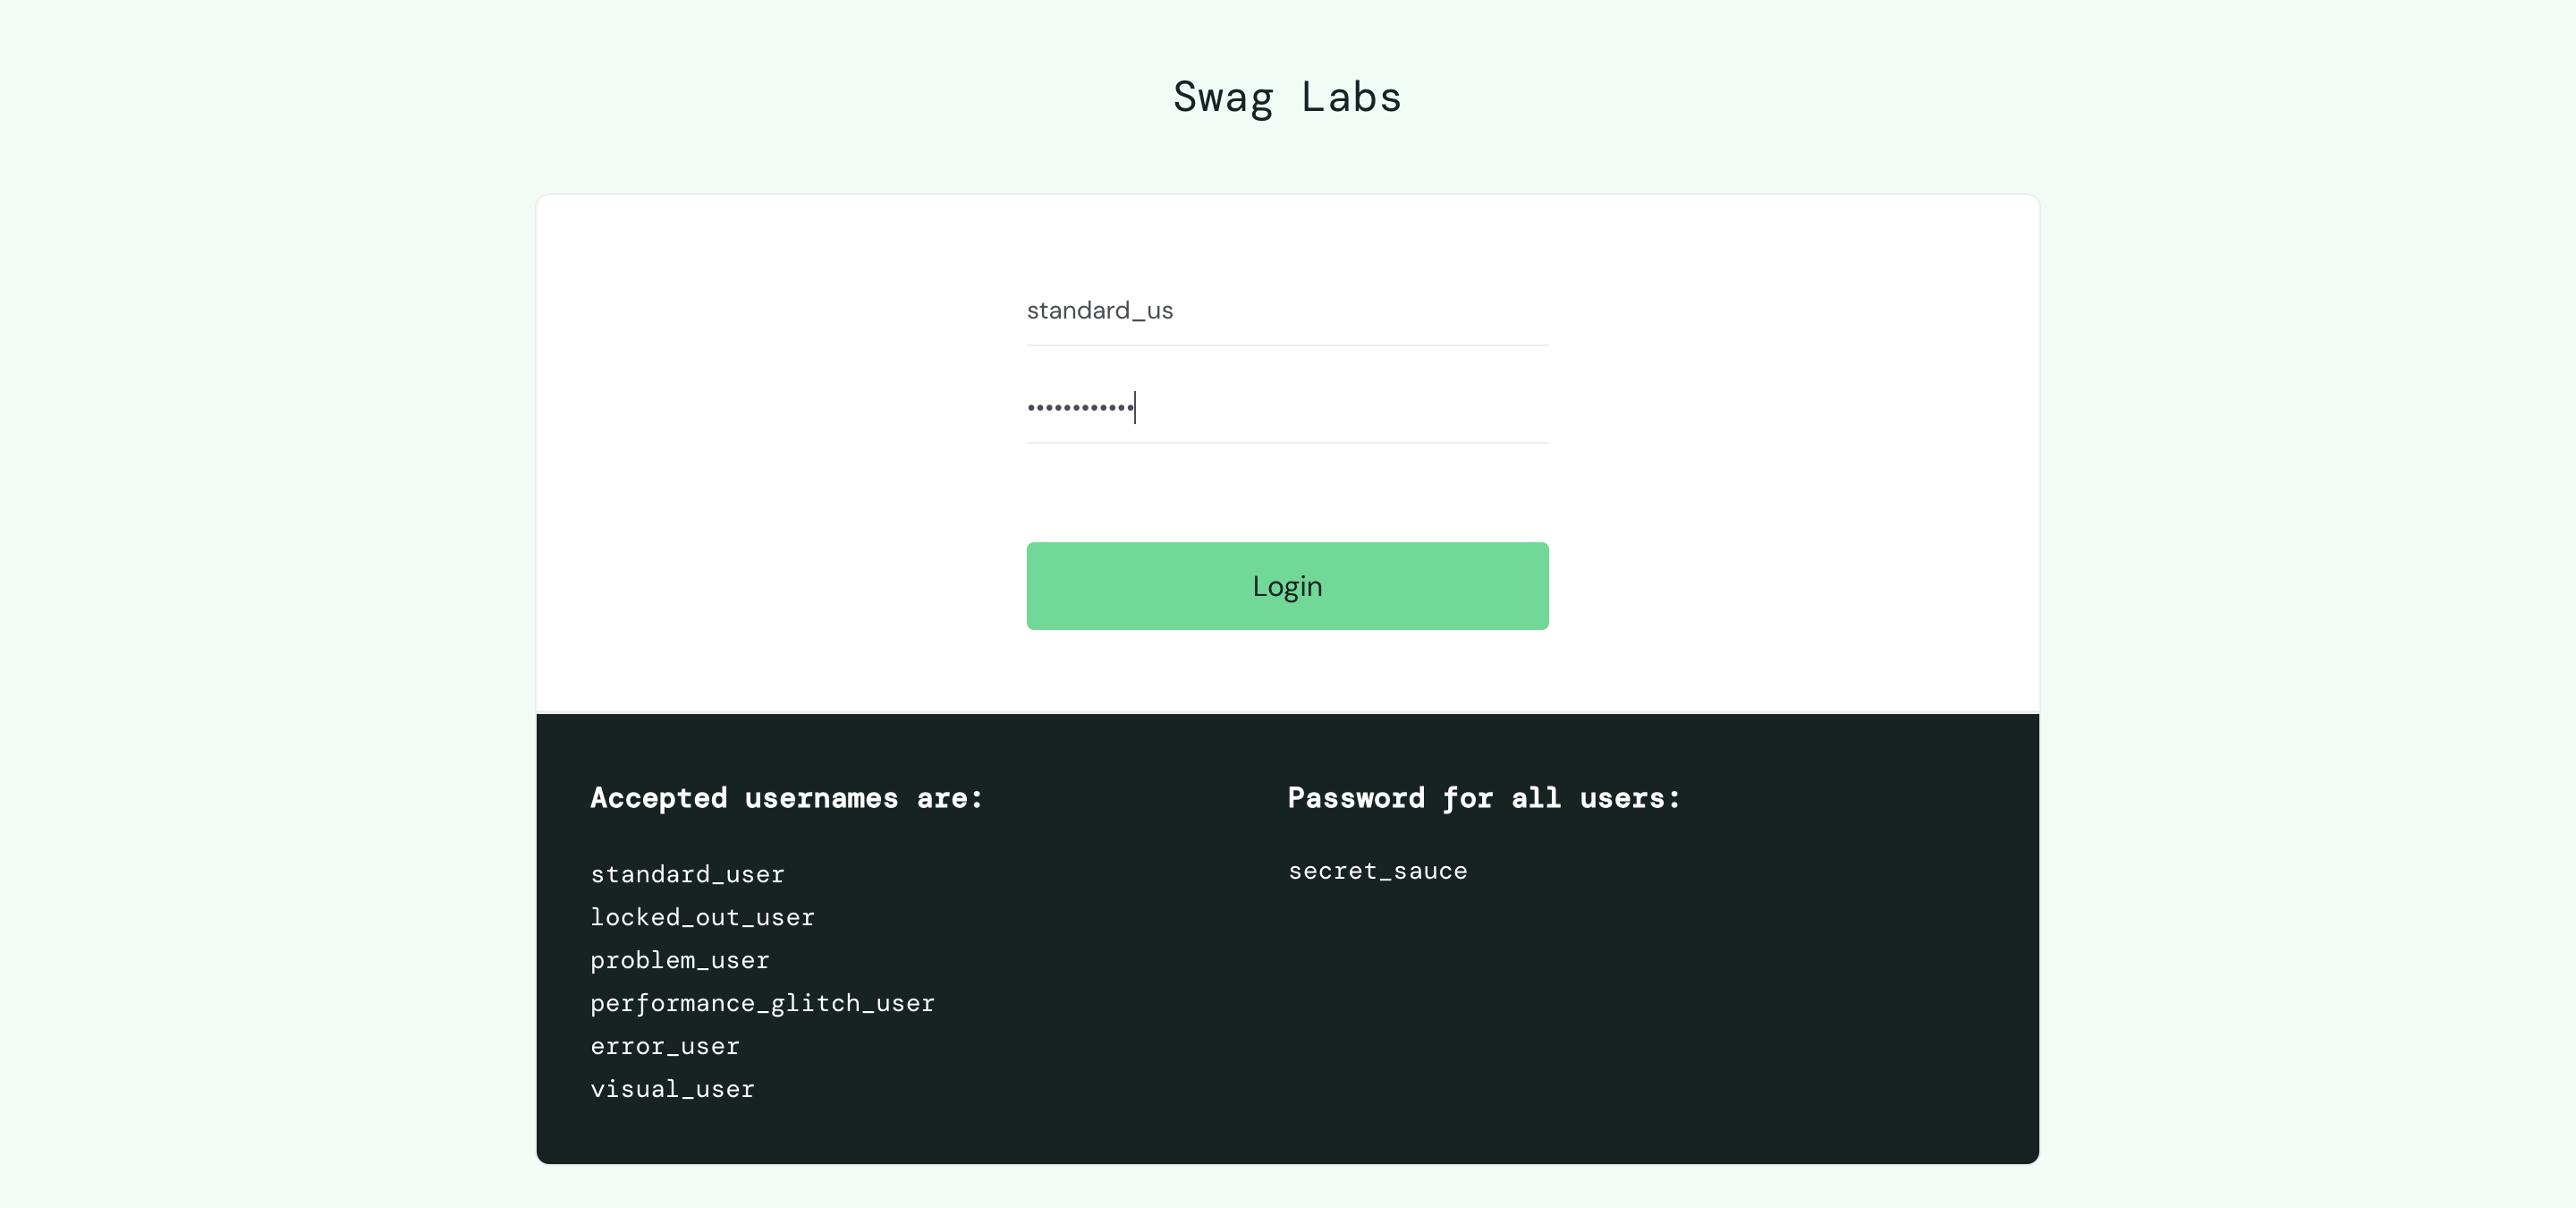 Swag Labs
standard_us
••••••••••••
Login
Accepted usernames are:
standard_user
locked_out_user
problem_user
performance_glitch_user
error_user
visual_user
Password for all users:
secret_sauce